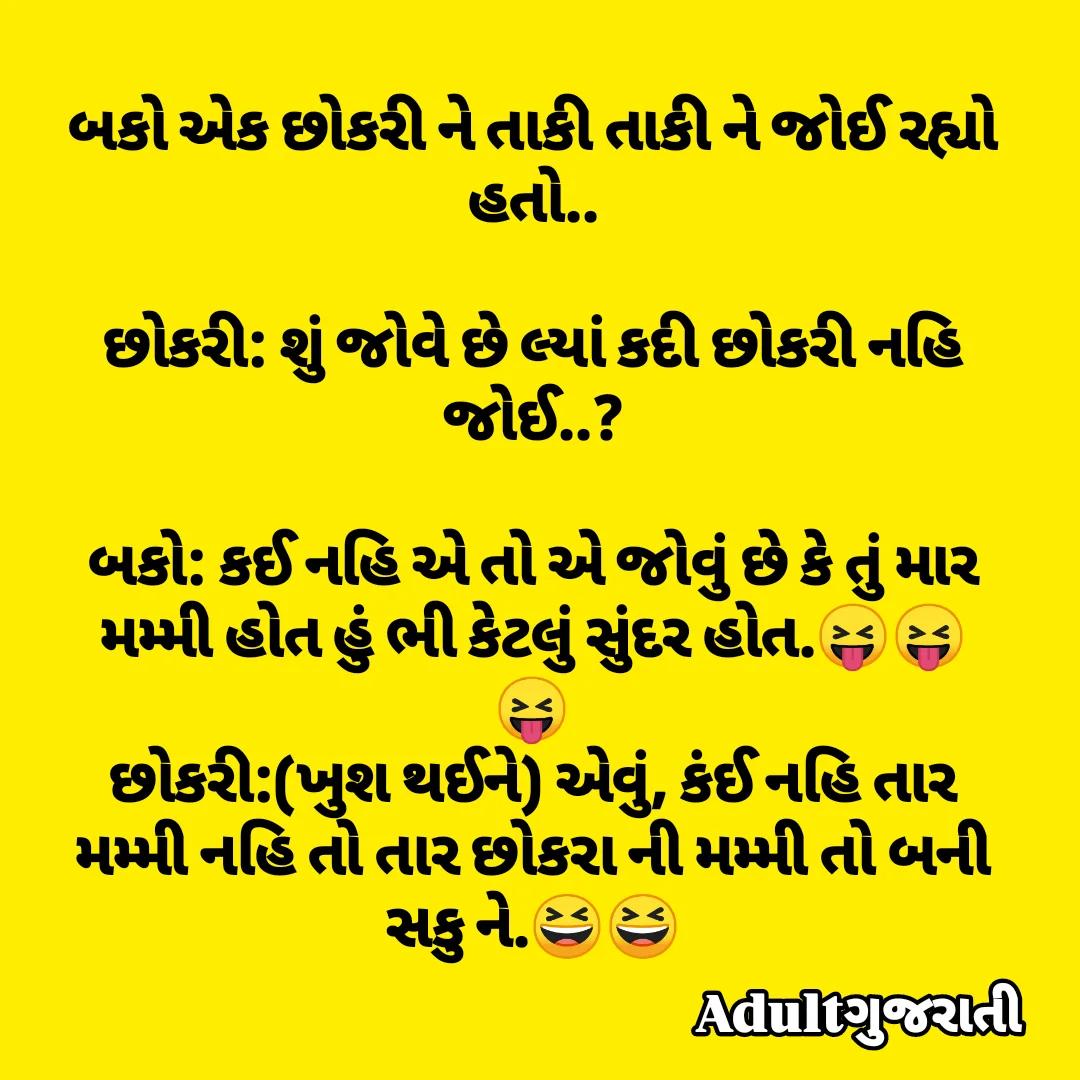 બકો એક છોકરી ને તાકી તાકી ને જોઈ રહ્યો
હતો..
છોકરી: શું જોવે છે લ્યાં કદી છોકરી નહિ
જોઈ..?
બકો: કઈ નહિ એ તો એ જોવું છે કે તું માર
મમ્મી હોત હું ભી કેટલું સુંદર હોત.😝😝
😝
છોકરી:(ખુશ થઈને) એવું, કંઈ નહિ તાર
મમ્મી નહિ તો તાર છોકરા ની મમ્મી તો બની
સકુ ને.😆😆
Adultગુજરાતી